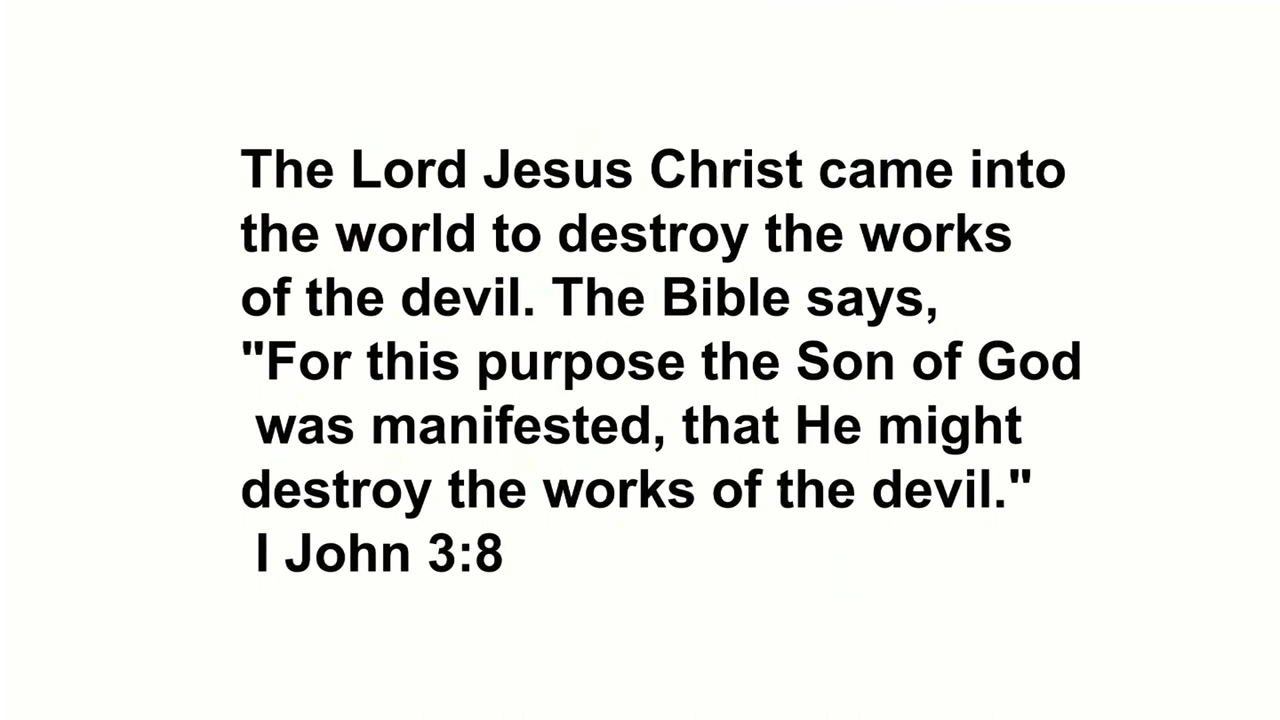 The Lord Jesus Christ came into
the world to destroy the works
of the devil. The Bible says,
"For this purpose the Son of God
was manifested, that He might
destroy the works of the devil."
I John 3:8